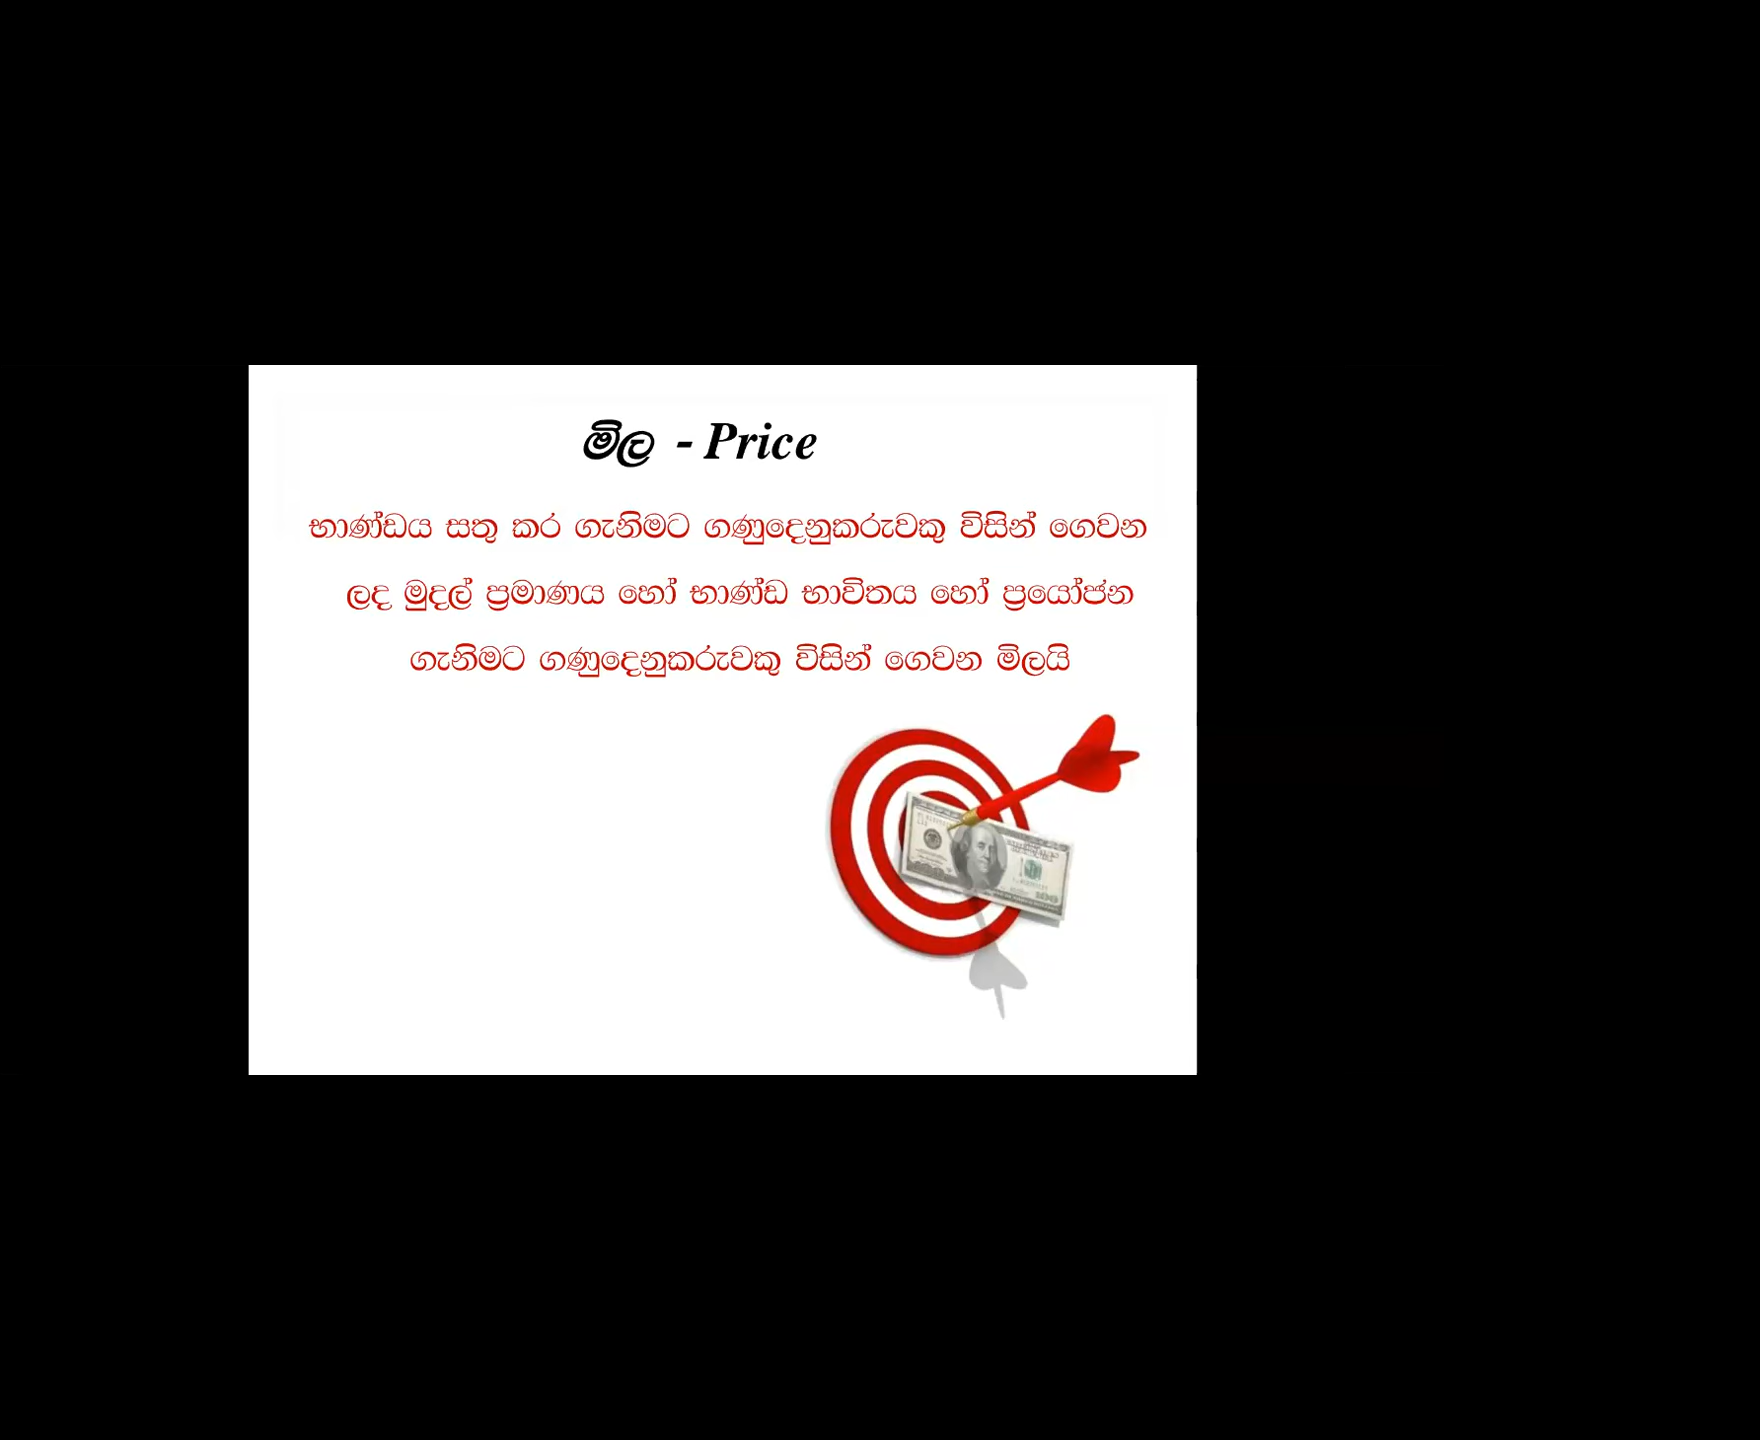 මිල - Price
භාණ්ඩය සතු කර ගැනිමට ගණුදෙනුකරුවකු විසින් ගෙවන
ලද මුදල් ප්‍රමාණය හෝ භාණ්ඩ භාවිතය හෝ ප්‍රයෝජන
ගැනිමට ගණුදෙනුකරුවකු විසින් ගෙවන මිලයි